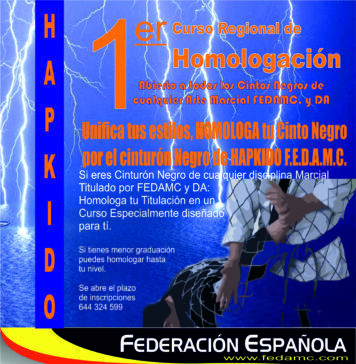 HAPKIDO
1er Curso Regional de
Homologación
Abierto a todos los Cintos Negros de
cualquier Arte Marcial FEDAMC. y DA
Unifica tus estilos, HOMOLOGA tu Cinto Negro
por el cinturón Negro de HAPKIDO F.E.D.A.M.C.
Si eres Cinturón Negro de cualquier disciplina Marcial
Titulado por FEDAMC y DA:
Homologa tu Titulación en un
Curso Especialmente diseñado
para ti.
Si tienes menor graduación
puedes homologar hasta
tu nivel.
Se abre el plazo
de inscripciones
644 324 599
FEDERACIÓN ESPAÑOLA
www.fedamc.com